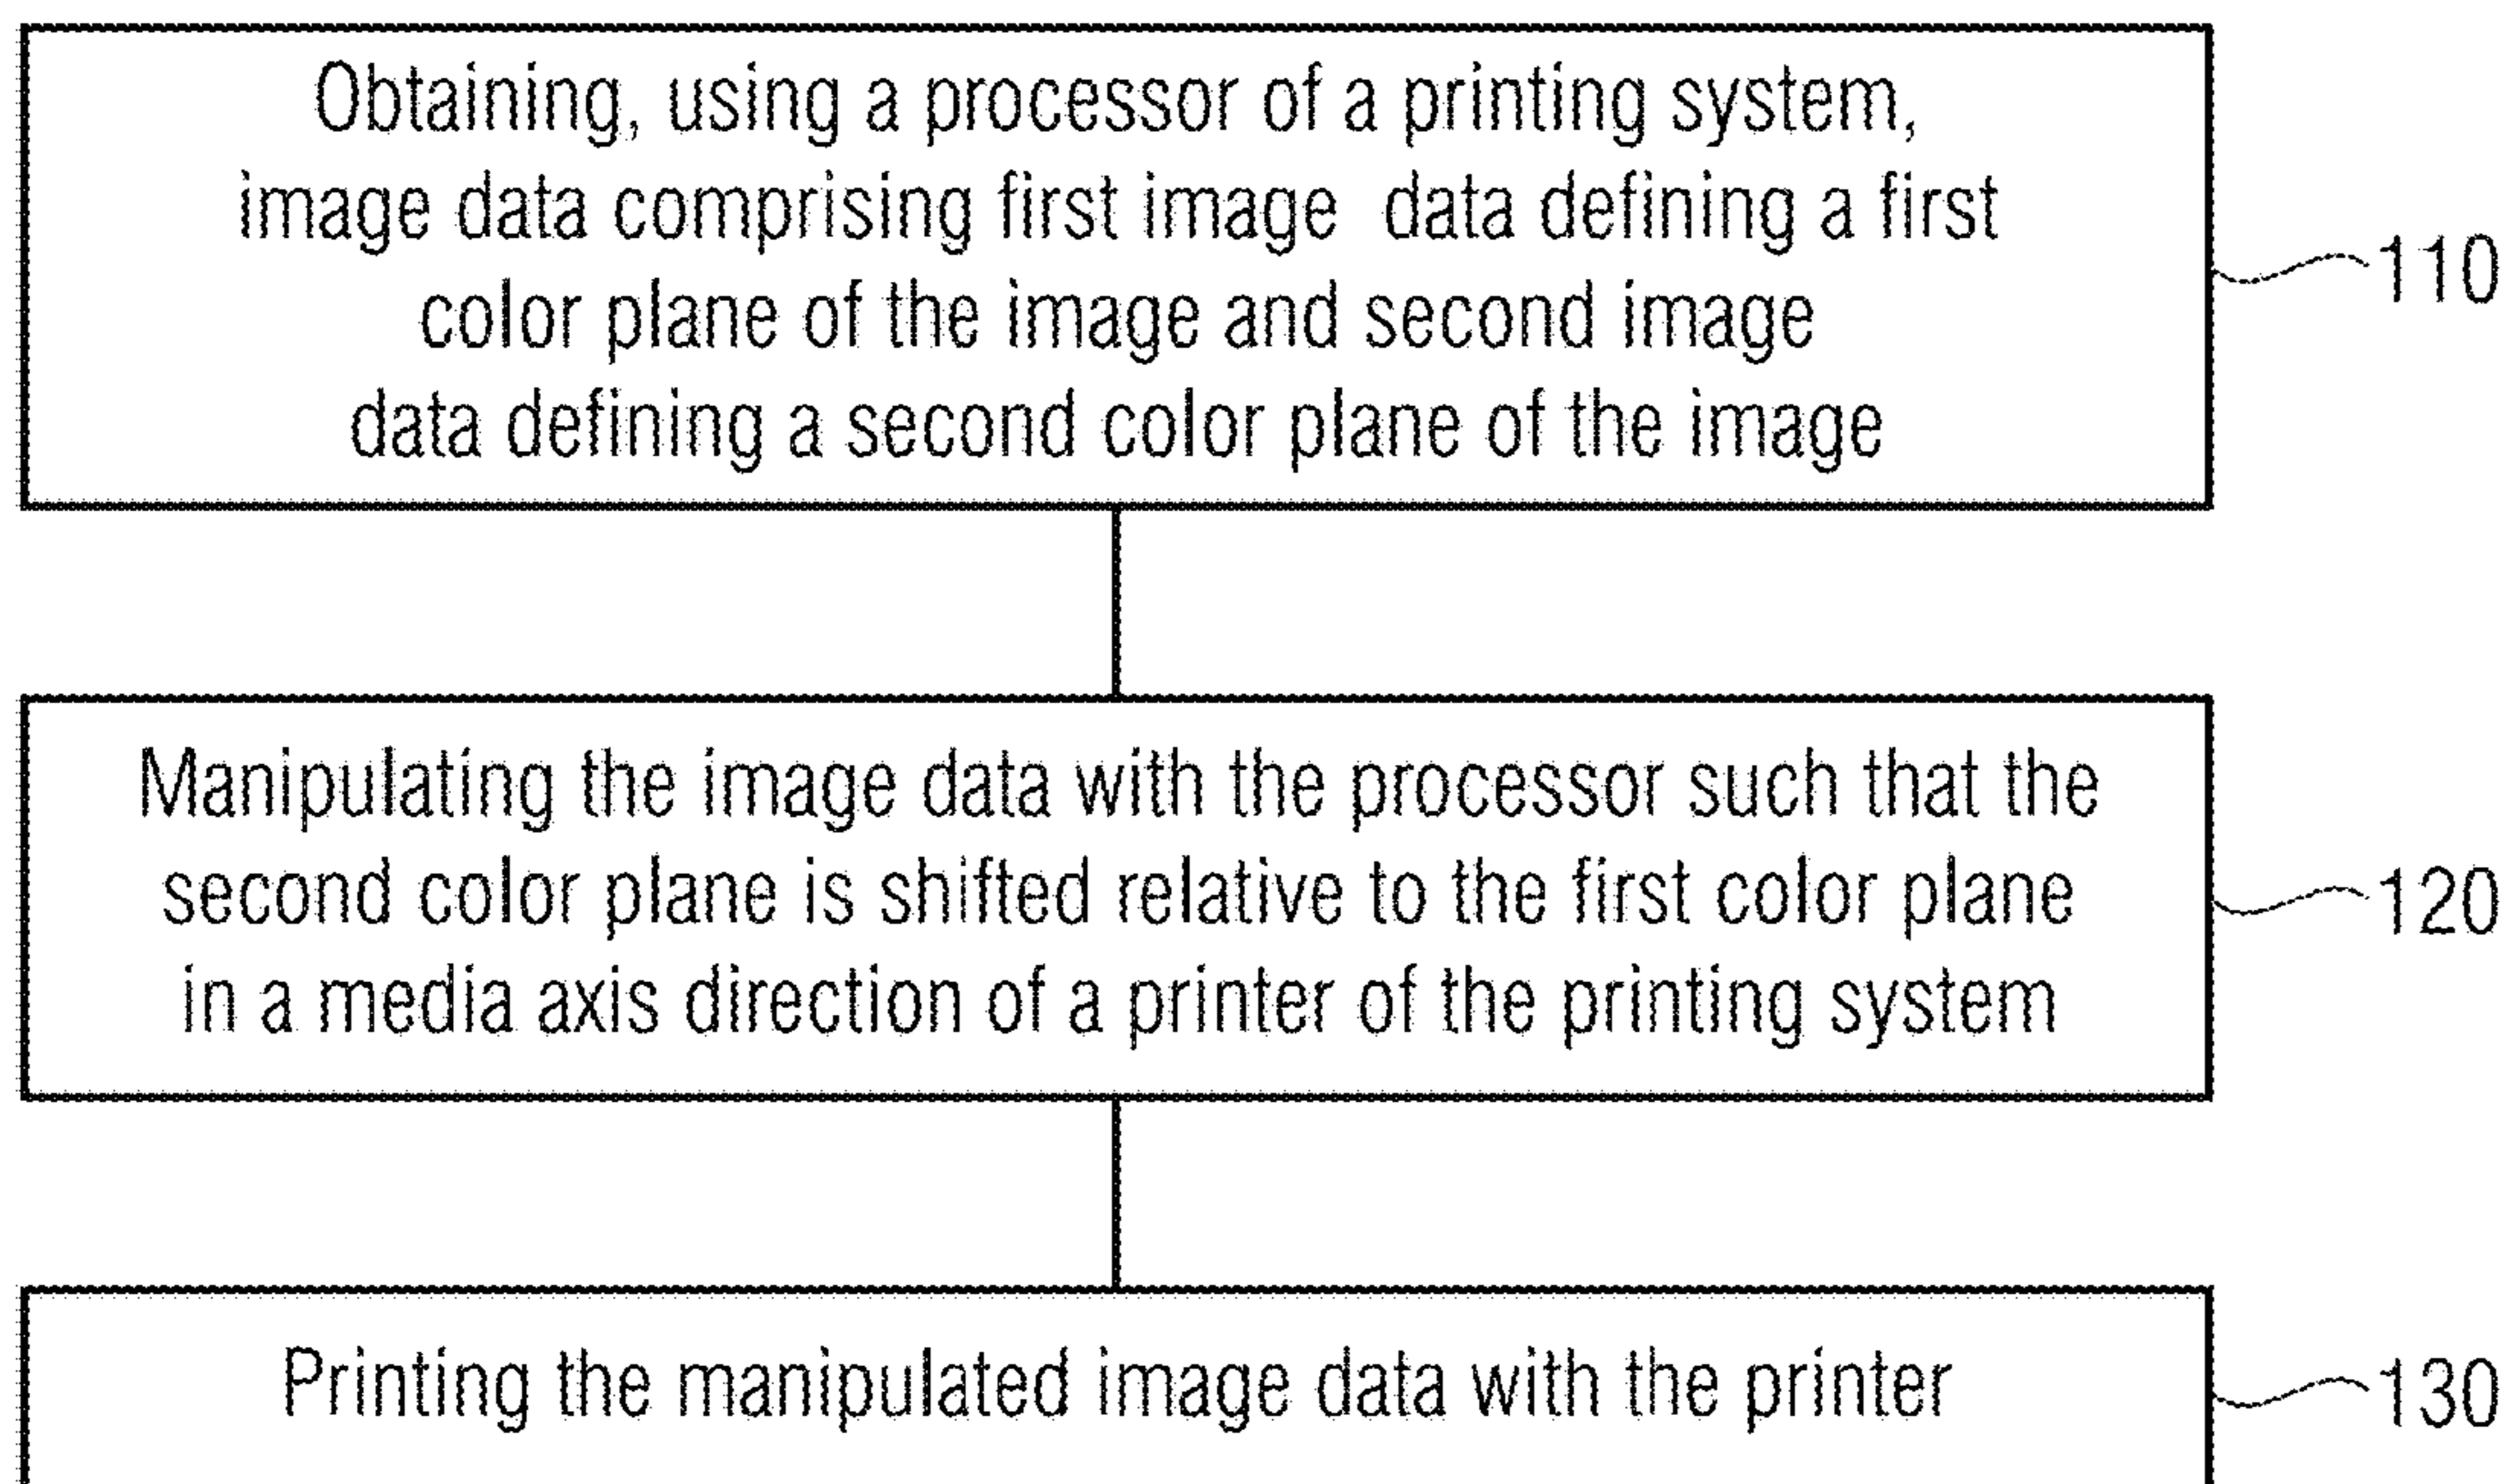 Obtaining, using a processor of a printing system,
image data comprising first image data defining a first
color plane of the image and second image
data defining a second color plane of the image
110
Manipulating the image data with the processor such that the
second color plane is shifted relative to the first color plane
in a media axis direction of a printer of the printing system
120
Printing the manipulated image data with the printer
130